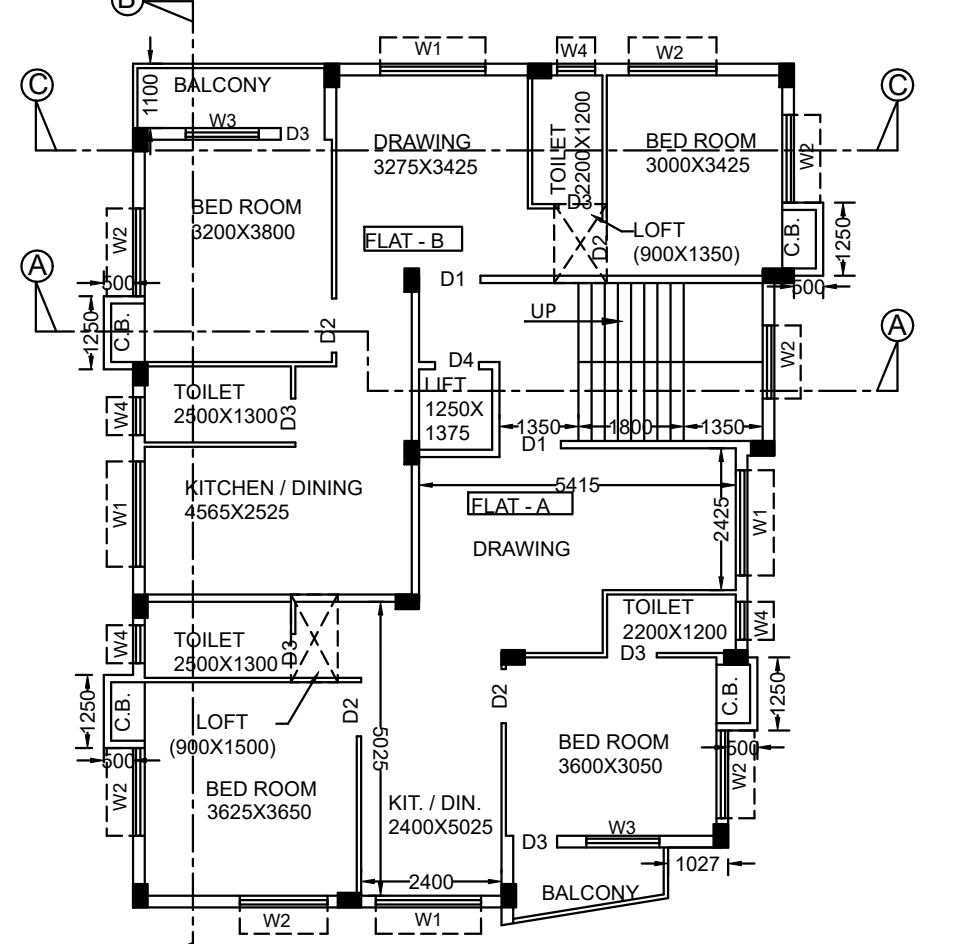 B
W1
W4
W2
C
C
BALCONY
1100
W3
D3
DRAWING
3275X3425
TOILET
2200X1200
BED ROOM
3000X3425
W2
BED ROOM
3200X3800
D3
W2
FLAT - B
D2
LOFT
(900X1350)
C.B.
1250
A
500
D1
500
UP
1250
C.B.
D2
A
W2
D4
TOILET
2500X1300
D3
LIFT
1250X
1375
W4
1350
1800
1350
D1
KITCHEN / DINING
4565X2525
5415
FLAT - A
W1
2425
W1
DRAWING
TOILET
2200X1200
W4
TOILET
2500X1300
D3
W4
D3
1250
C.B.
D2
D2
C.B.
1250
LOFT
(900X1500)
5025
BED ROOM
3600X3050
500
500
W2
BED ROOM
3625X3650
W2
KIT. / DIN.
2400X5025
W3
D3
1027
2400
BALCONY
W2
W1